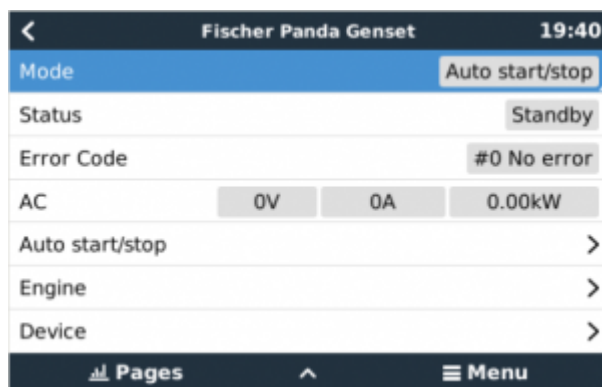 Fischer Panda Genset 19:40
Mode Auto start/stop
Status Standby
Error Code #0 No error
AC 0V 0A 0.00kW
Auto start/stop
Engine
Device
Pages Menu